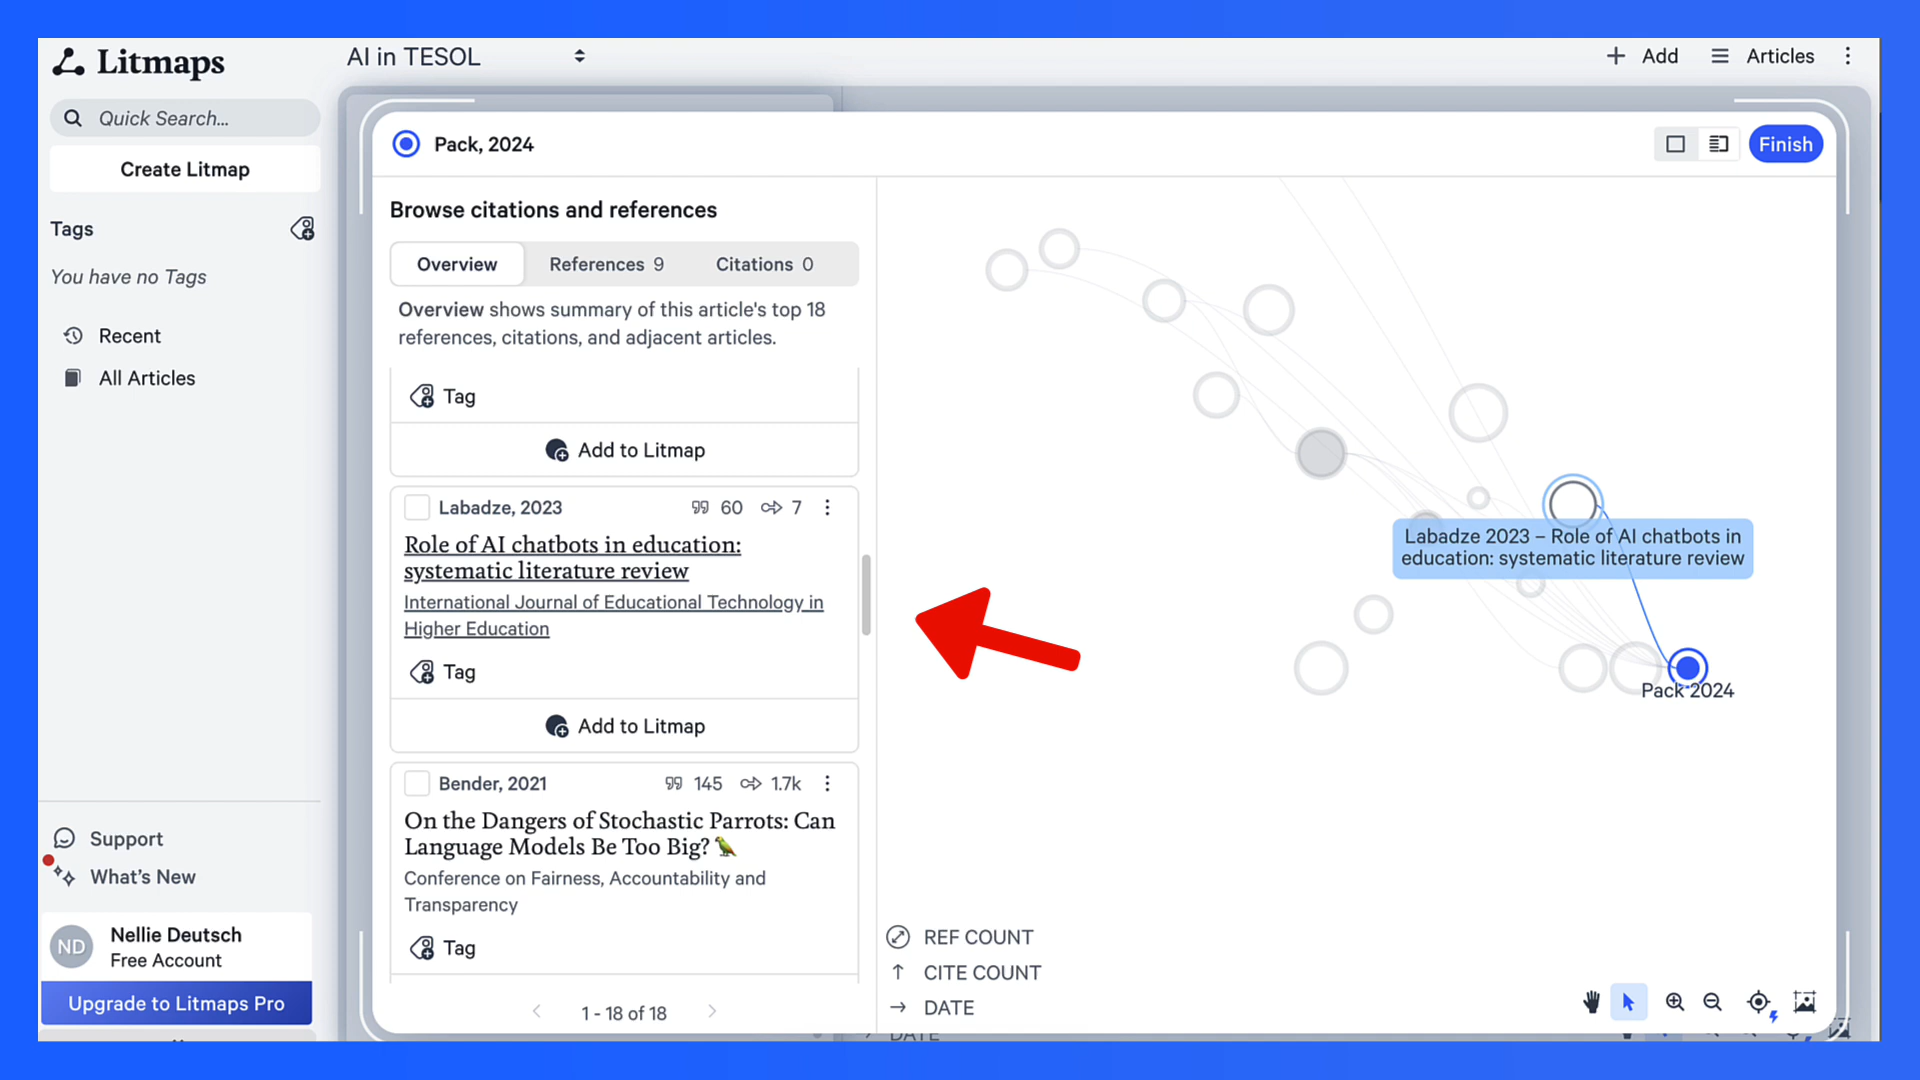 Litmaps
AI in TESOL
Add
Articles
Quick Search...
Create Litmap
Tags
You have no Tags
Recent
All Articles
Support
What's New
ND
Nellie Deutsch
Free Account
Upgrade to Litmaps Pro
Pack, 2024
Finish
Browse citations and references
Overview
References 9
Citations 0
Overview shows summary of this article's top 18
references, citations, and adjacent articles.
Tag
Add to Litmap
Labadze, 2023
60
7
Role of AI chatbots in education:
systematic literature review
International Journal of Educational Technology in
Higher Education
Tag
Add to Litmap
Bender, 2021
145
1.7k
On the Dangers of Stochastic Parrots: Can
Language Models Be Too Big? 🦜
Conference on Fairness, Accountability and
Transparency
Tag
1 - 18 of 18
Labadze 2023 – Role of AI chatbots in
education: systematic literature review
Pack 2024
REF COUNT
CITE COUNT
DATE
DATE